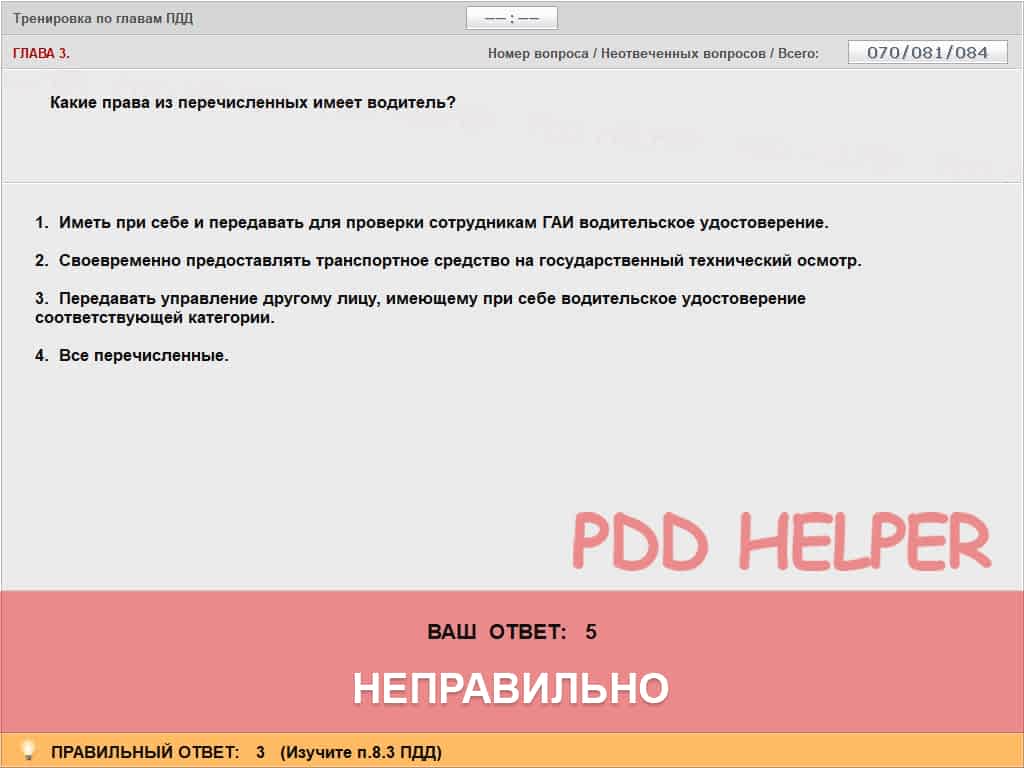 Тренировка по главам ПДД
−− : −−
ГЛАВА 3.
Номер вопроса / Неотвеченных вопросов / Всего:
070/081/084
Какие права из перечисленных имеет водитель?
1. Иметь при себе и передавать для проверки сотрудникам ГАИ водительское удостоверение.
2. Своевременно предоставлять транспортное средство на государственный технический осмотр.
3. Передавать управление другому лицу, имеющему при себе водительское удостоверение
соответствующей категории.
4. Все перечисленные.
PDD HELPER
ВАШ ОТВЕТ: 5
НЕПРАВИЛЬНО
ПРАВИЛЬНЫЙ ОТВЕТ: 3 (Изучите п.8.3 ПДД)